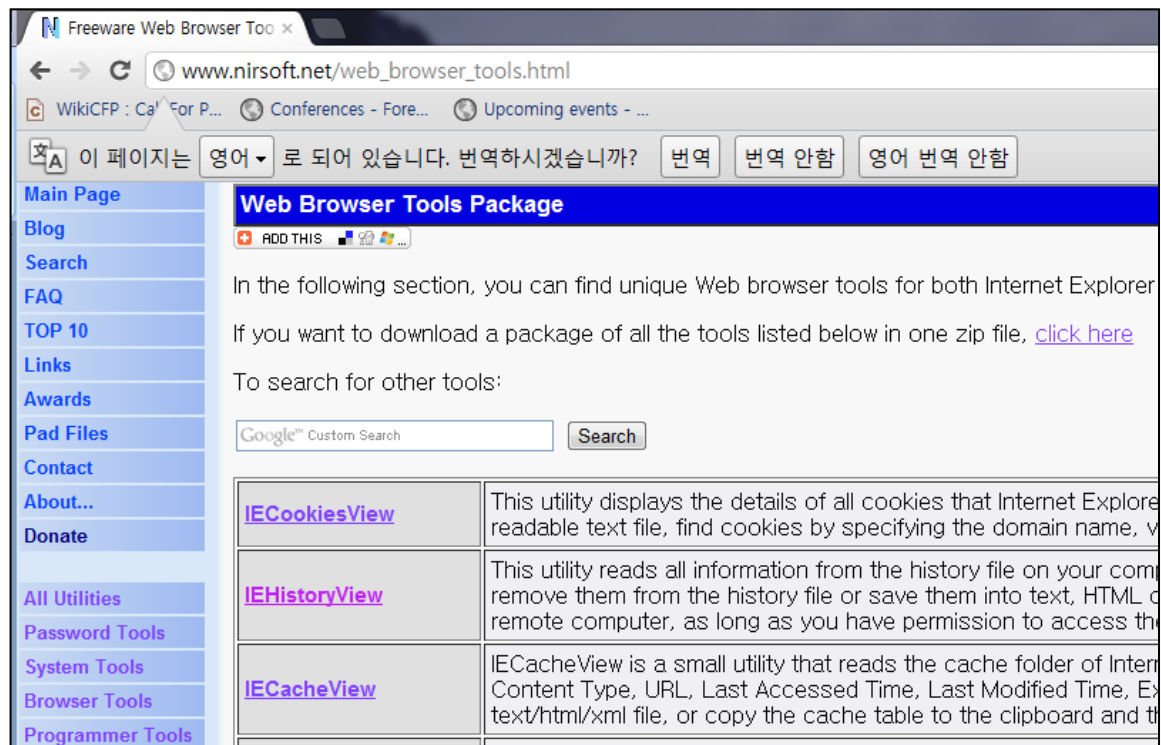 Freeware Web Browser Too ×
www.nirsoft.net/web_browser_tools.html
WikiCFP : Cal For P... Conferences - Fore... Upcoming events - ...
이 페이지는 영어 로 되어 있습니다. 번역하시겠습니까? 번역 번역 안함 영어 번역 안함
Main Page
Blog
Search
FAQ
TOP 10
Links
Awards
Pad Files
Contact
About...
Donate
All Utilities
Password Tools
System Tools
Browser Tools
Programmer Tools
Web Browser Tools Package
ADD THIS ...
In the following section, you can find unique Web browser tools for both Internet Explorer
If you want to download a package of all the tools listed below in one zip file, click here
To search for other tools:
Google™ Custom Search Search
IECookiesView
This utility displays the details of all cookies that Internet Explore
readable text file, find cookies by specifying the domain name, v
IEHistoryView
This utility reads all information from the history file on your com
remove them from the history file or save them into text, HTML
remote computer, as long as you have permission to access the
IECacheView
IECacheView is a small utility that reads the cache folder of Inter
Content Type, URL, Last Accessed Time, Last Modified Time, Ex
text/html/xml file, or copy the cache table to the clipboard and